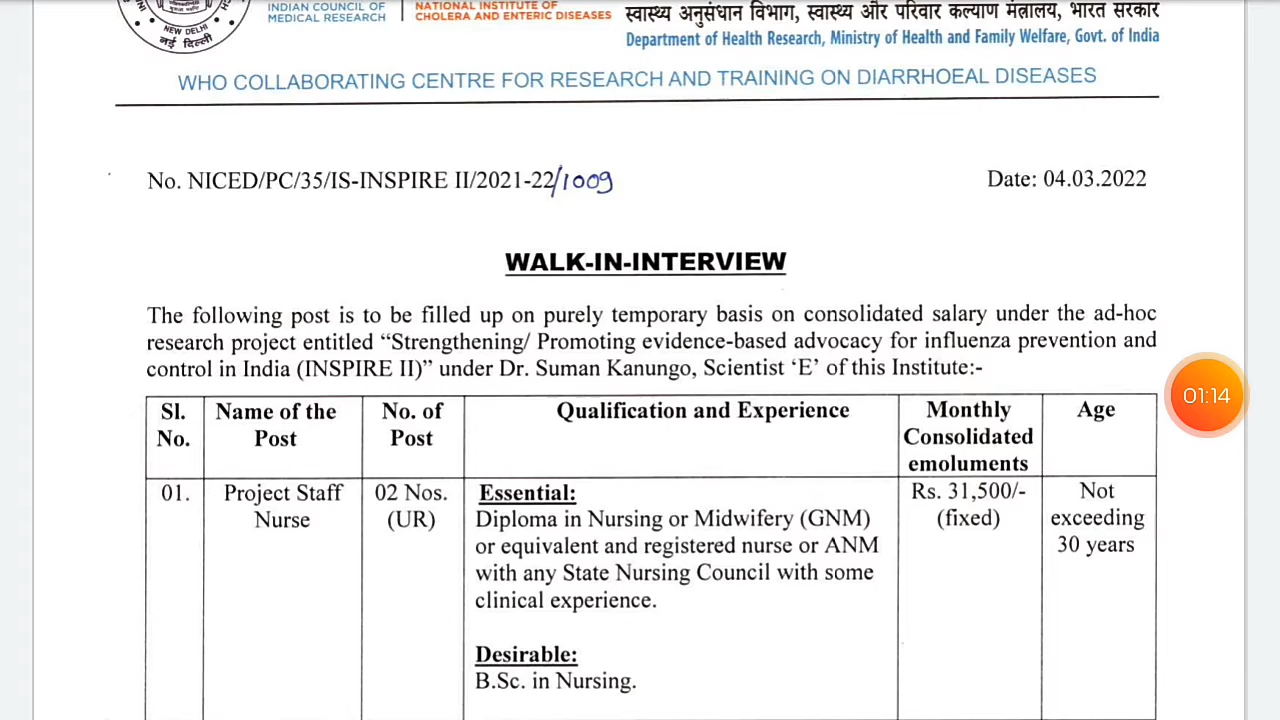 INDIAN COUNCIL OF
MEDICAL RESEARCH
NATIONAL INSTITUTE OF
CHOLERA AND ENTERIC DISEASES
स्वास्थ्य अनुसंधान विभाग, स्वास्थ्य और परिवार कल्याण मंत्रालय, भारत सरकार
Department of Health Research, Ministry of Health and Family Welfare, Govt. of India
NEW DELHI
नई दिल्ली
WHO COLLABORATING CENTRE FOR RESEARCH AND TRAINING ON DIARRHOEAL DISEASES
No. NICED/PC/35/IS-INSPIRE II/2021-22/1009
Date: 04.03.2022
WALK-IN-INTERVIEW
The following post is to be filled up on purely temporary basis on consolidated salary under the ad-hoc
research project entitled “Strengthening/ Promoting evidence-based advocacy for influenza prevention and
control in India (INSPIRE II)” under Dr. Suman Kanungo, Scientist ‘E’ of this Institute:-
Sl.
No.
Name of the
Post
No. of
Post
Qualification and Experience
Monthly
Consolidated
emoluments
Age
01.
Project Staff
Nurse
02 Nos.
(UR)
Essential:
Diploma in Nursing or Midwifery (GNM)
or equivalent and registered nurse or ANM
with any State Nursing Council with some
clinical experience.
Desirable:
B.Sc. in Nursing.
Rs. 31,500/-
(fixed)
Not
exceeding
30 years
01:14